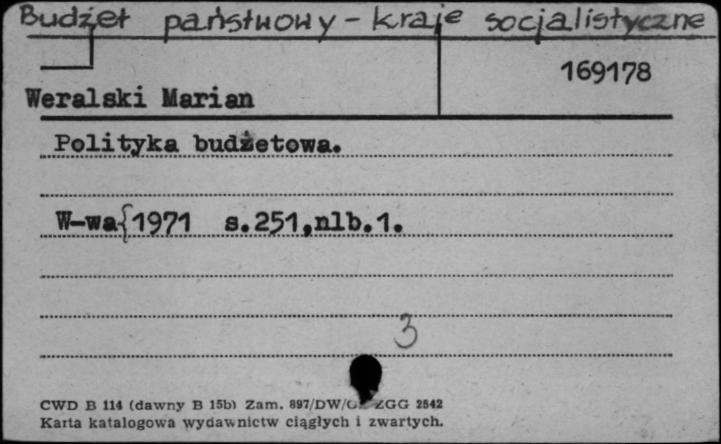 Budżet państwowy - kraje socjalistyczne
169178
Weralski Marian
Polityka budżetowa.
W-wa{1971 s.251,nlb.1.
3
CWD B 114 (dawny B 15b) Zam. 897/DW/ ZGG 2542
Karta katalogowa wydawnictw ciągłych i zwartych.